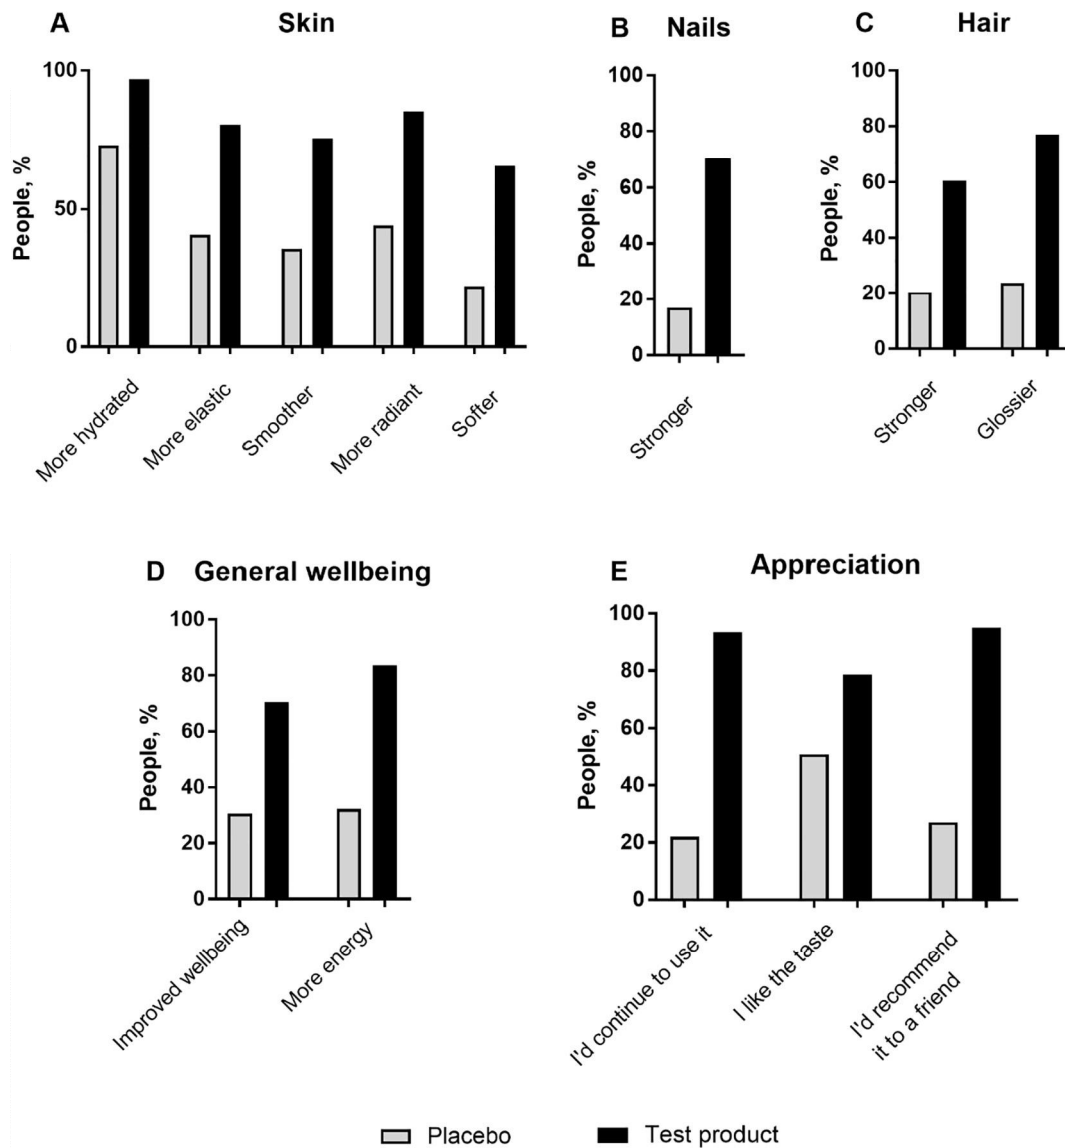 A Skin
100
50
0
People, %
More hydrated
More elastic
Smoother
More radiant
Softer
B Nails
100
80
60
40
20
0
People, %
Stronger
C Hair
100
80
60
40
20
0
People, %
Stronger
Glossier
D General wellbeing
100
80
60
40
20
0
People, %
Improved wellbeing
More energy
E Appreciation
100
80
60
40
20
0
People, %
I'd continue to use it
I like the taste
I'd recommend
it to a friend
Placebo Test product